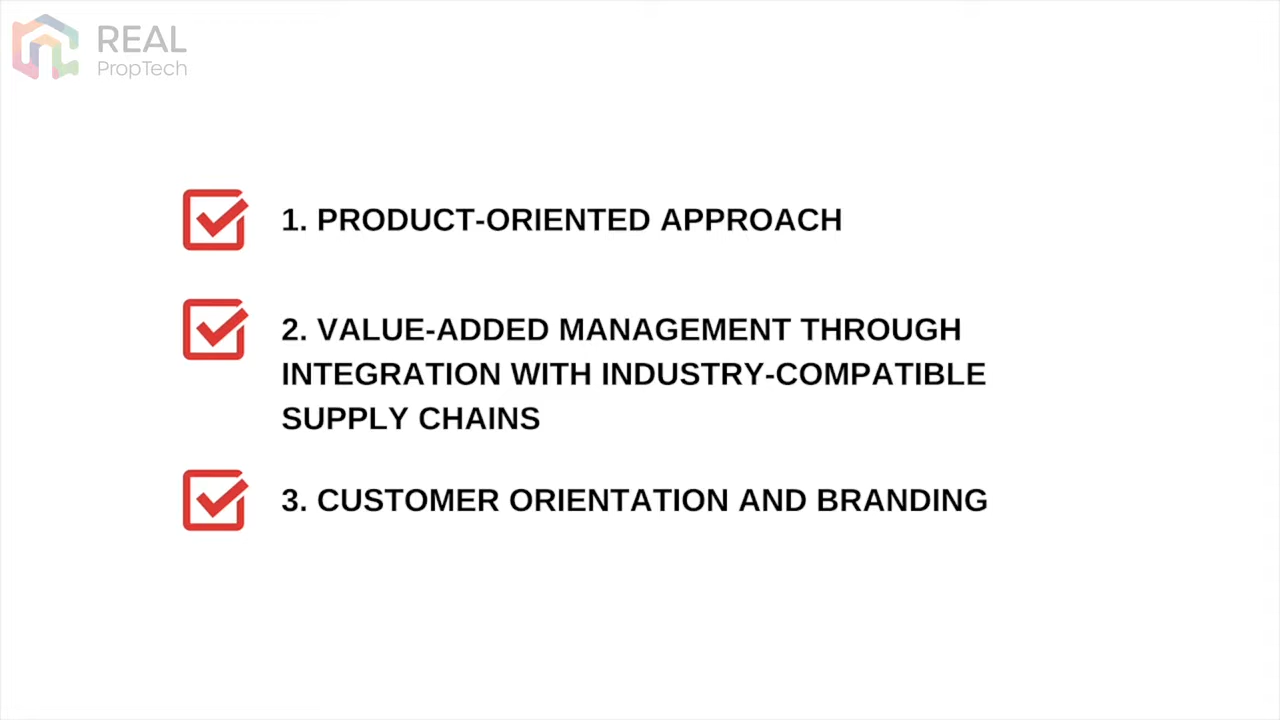 REAL
PropTech
1. PRODUCT-ORIENTED APPROACH
2. VALUE-ADDED MANAGEMENT THROUGH
INTEGRATION WITH INDUSTRY-COMPATIBLE
SUPPLY CHAINS
3. CUSTOMER ORIENTATION AND BRANDING